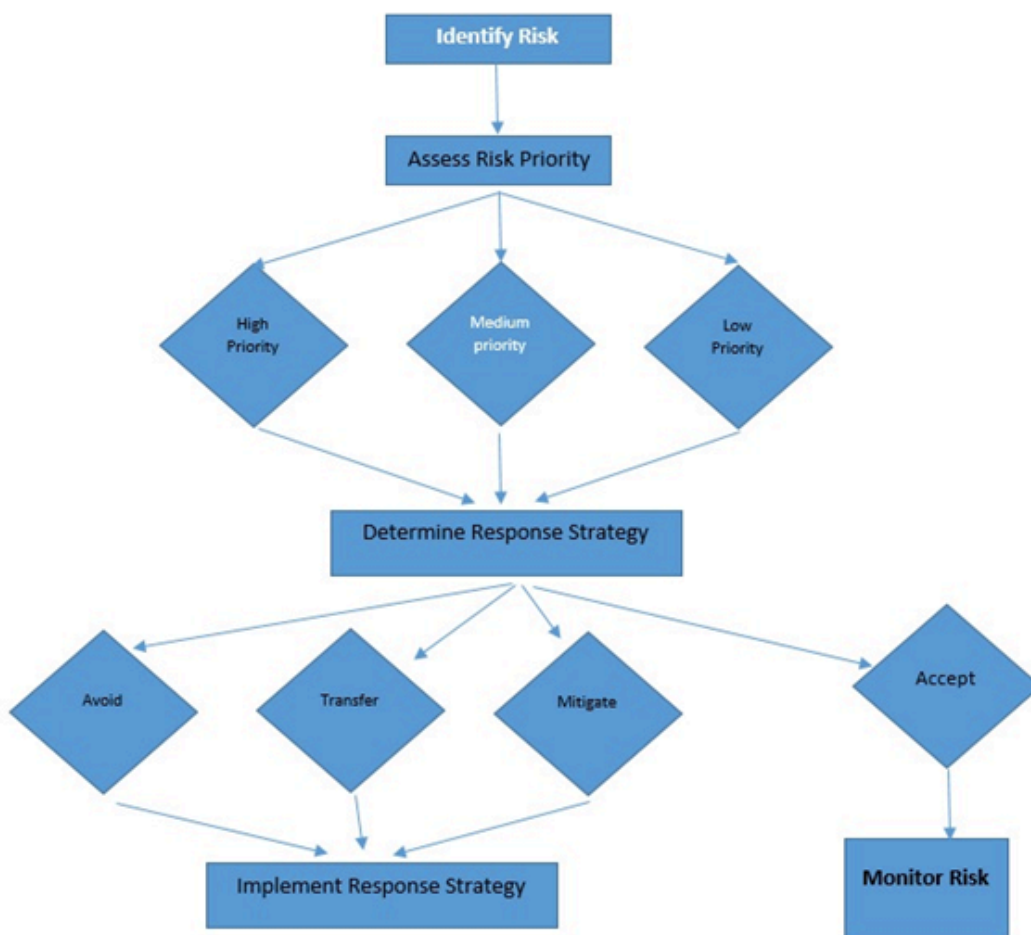 Identify Risk
Assess Risk Priority
High
Priority
Medium
priority
Low
Priority
Determine Response Strategy
Avoid
Transfer
Mitigate
Accept
Implement Response Strategy
Monitor Risk